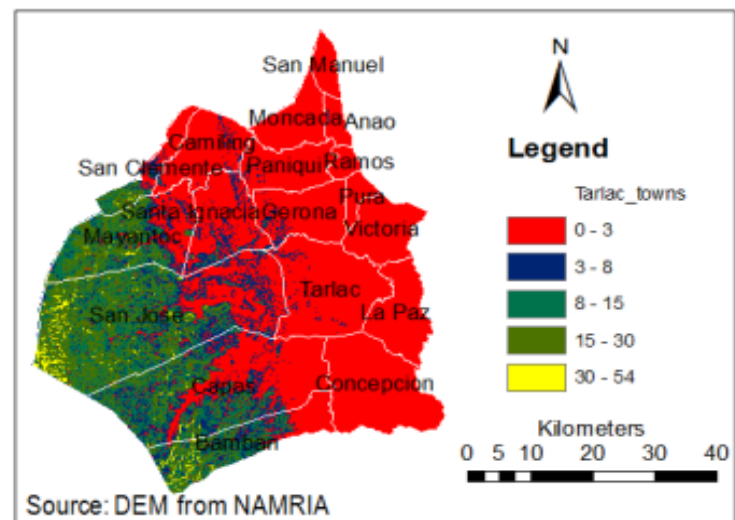 San Manuel
Moncada Anao
Camiling
San Clemente Paniqui Ramos
Pura
Santa Ignacia Gerona
Mayantoc Victoria
Tarlac
San Jose La Paz
Capas Concepcion
Bamban
N
Legend
Tarlac_towns
0 - 3
3 - 8
8 - 15
15 - 30
30 - 54
Kilometers
0 5 10 20 30 40
Source: DEM from NAMRIA